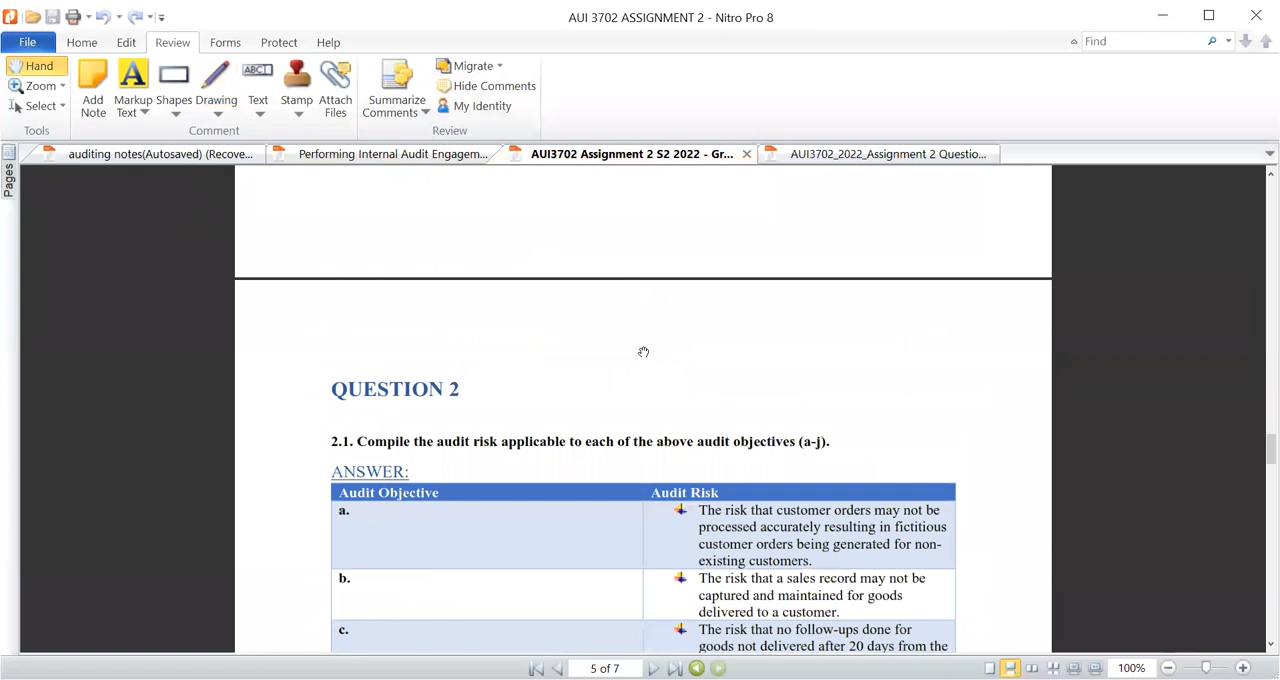 AUI 3702 ASSIGNMENT 2 - Nitro Pro 8
File Home Edit Review Forms Protect Help
Find
Hand
Zoom
Select
Tools
Add Note
Markup Text
Shapes
Drawing
ABC
Text
Stamp
Attach Files
Comment
Summarize Comments
Migrate
Hide Comments
My Identity
Review
auditing notes(Autosaved) (Recove...
Performing Internal Audit Engagem...
AUI3702 Assignment 2 S2 2022 - Gr...
AUI3702_2022_Assignment 2 Questio...
Pages
QUESTION 2
2.1. Compile the audit risk applicable to each of the above audit objectives (a-j).
ANSWER:
Audit Objective Audit Risk
a. The risk that customer orders may not be
processed accurately resulting in fictitious
customer orders being generated for non-
existing customers.
b. The risk that a sales record may not be
captured and maintained for goods
delivered to a customer.
c. The risk that no follow-ups done for
goods not delivered after 20 days from the
5 of 7
100%